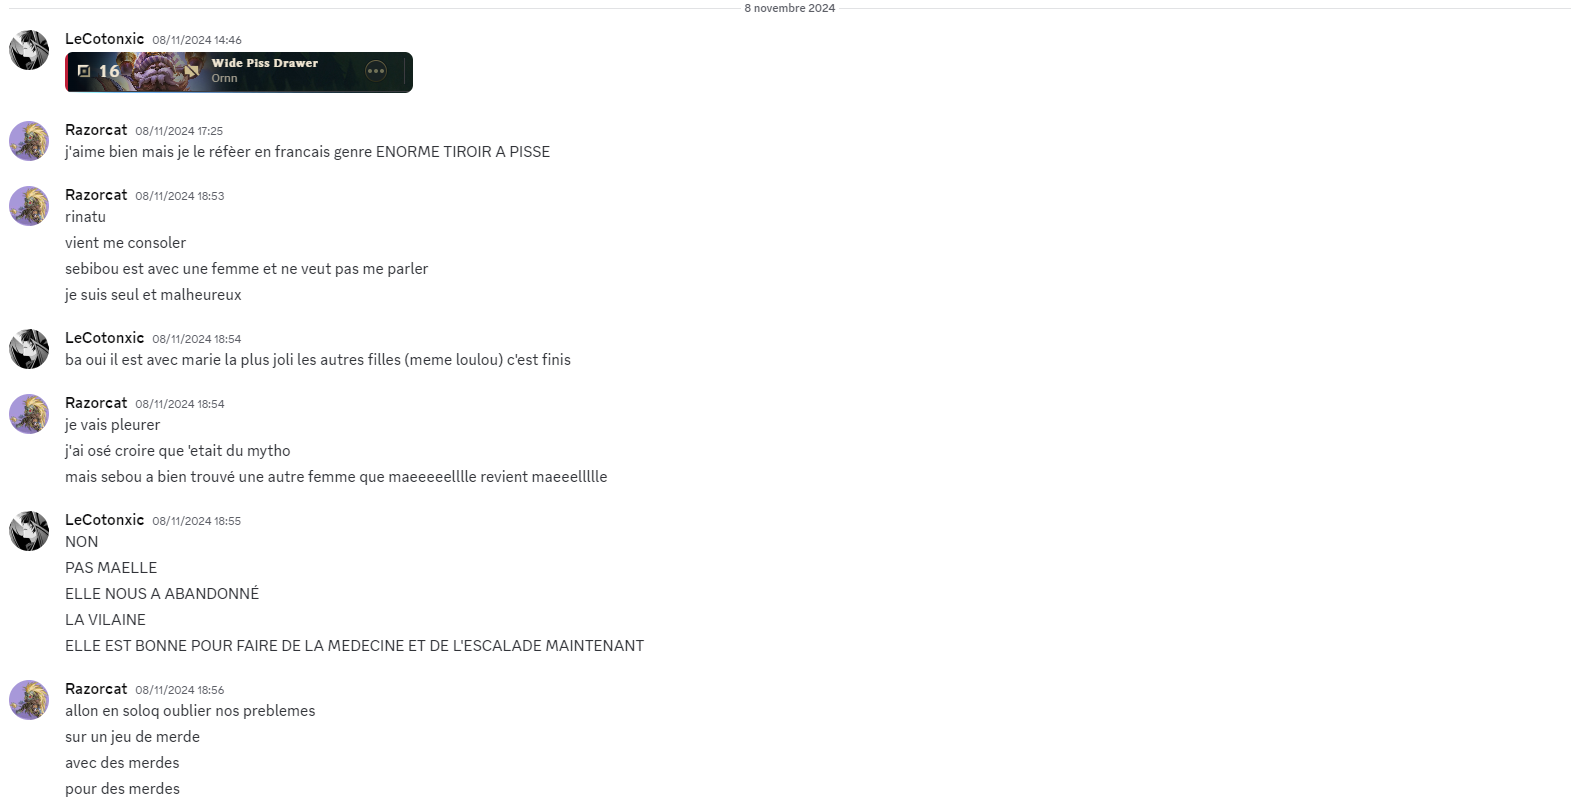 8 novembre 2024
LeCotonxic 08/11/2024 14:46
16 Wide Piss Drawer
Ornn
Razorcat 08/11/2024 17:25
j'aime bien mais je le réfèer en francais genre ENORME TIROIR A PISSE
Razorcat 08/11/2024 18:53
rinatu
vient me consoler
sebibou est avec une femme et ne veut pas me parler
je suis seul et malheureux
LeCotonxic 08/11/2024 18:54
ba oui il est avec marie la plus joli les autres filles (meme loulou) c'est finis
Razorcat 08/11/2024 18:54
je vais pleurer
j'ai osé croire que 'etait du mytho
mais sebou a bien trouvé une autre femme que maeeeeelllle revient maeeellllle
LeCotonxic 08/11/2024 18:55
NON
PAS MAELLE
ELLE NOUS A ABANDONNÉ
LA VILAINE
ELLE EST BONNE POUR FAIRE DE LA MEDECINE ET DE L'ESCALADE MAINTENANT
Razorcat 08/11/2024 18:56
allon en soloq oublier nos preblemes
sur un jeu de merde
avec des merdes
pour des merdes